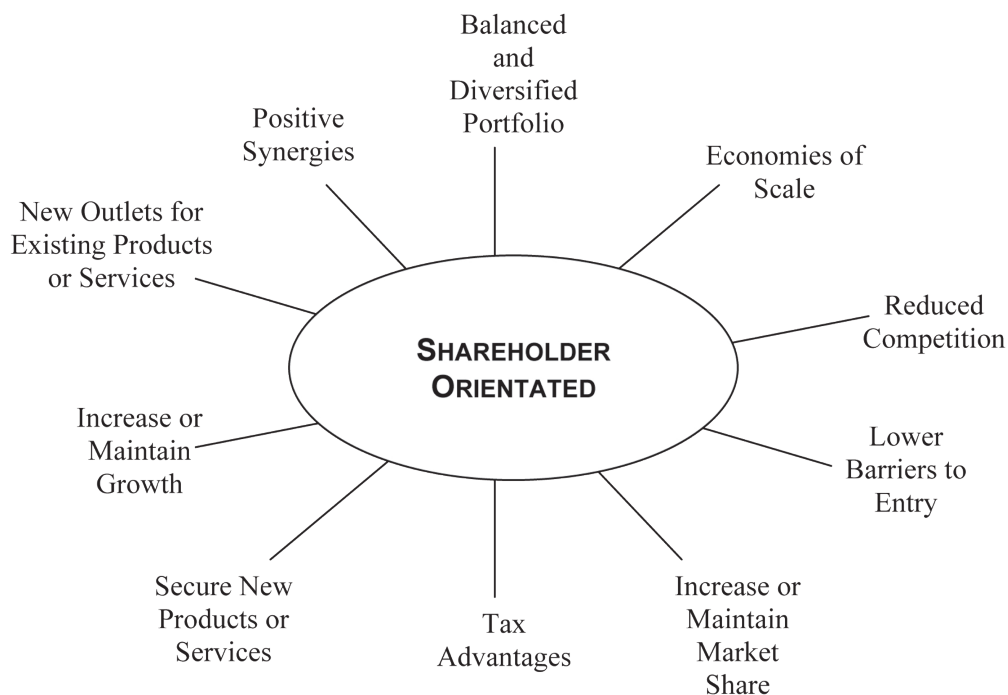 Balanced
and
Diversified
Portfolio
Positive
Synergies
Economies of
Scale
New Outlets for
Existing Products
or Services
Reduced
Competition
SHAREHOLDER
ORIENTATED
Increase or
Maintain
Growth
Lower
Barriers to
Entry
Secure New
Products or
Services
Tax
Advantages
Increase or
Maintain
Market
Share